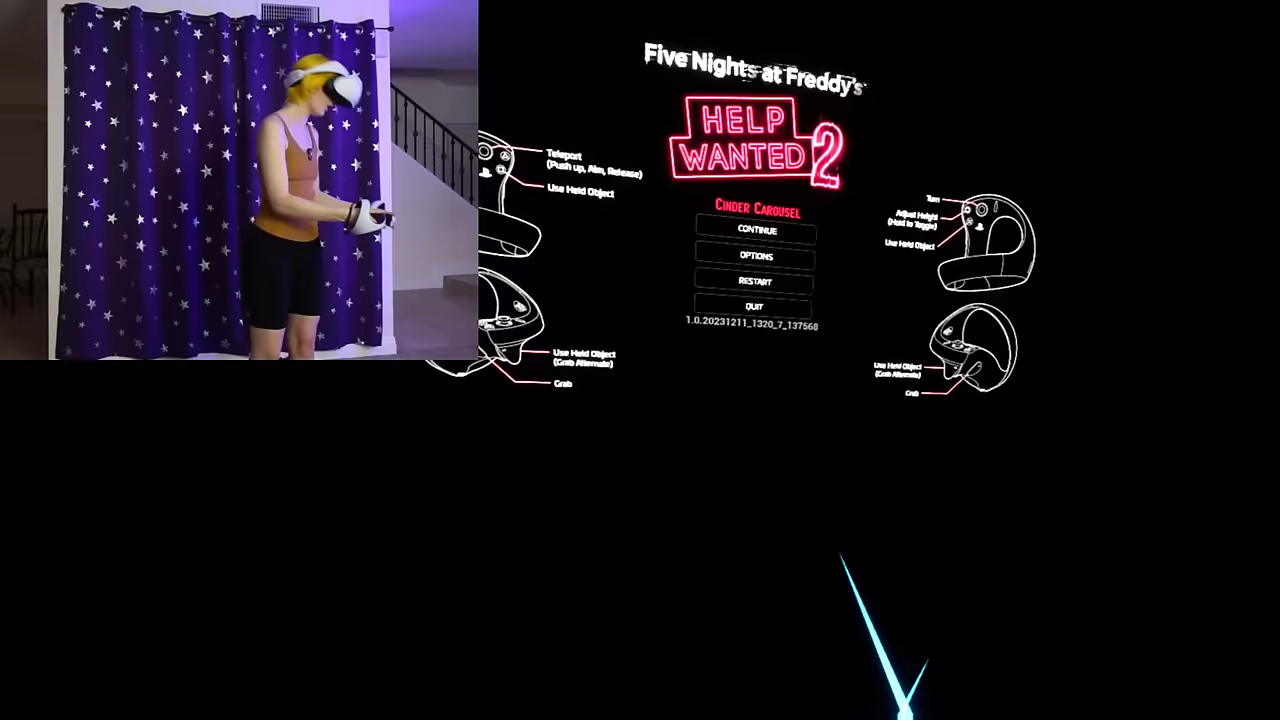 Five Nights at Freddy's
HELP
WANTED 2
CINDER CAROUSEL
CONTINUE
OPTIONS
RESTART
QUIT
1.0.20231211_1320_7_137568
Teleport
(Push up, Aim, Release)
Use Held Object
Use Held Object
(Grab Alternate)
Grab
Turn
Adjust Height
(Hold to Toggle)
Use Held Object
Use Held Object
(Grab Alternate)
Grab